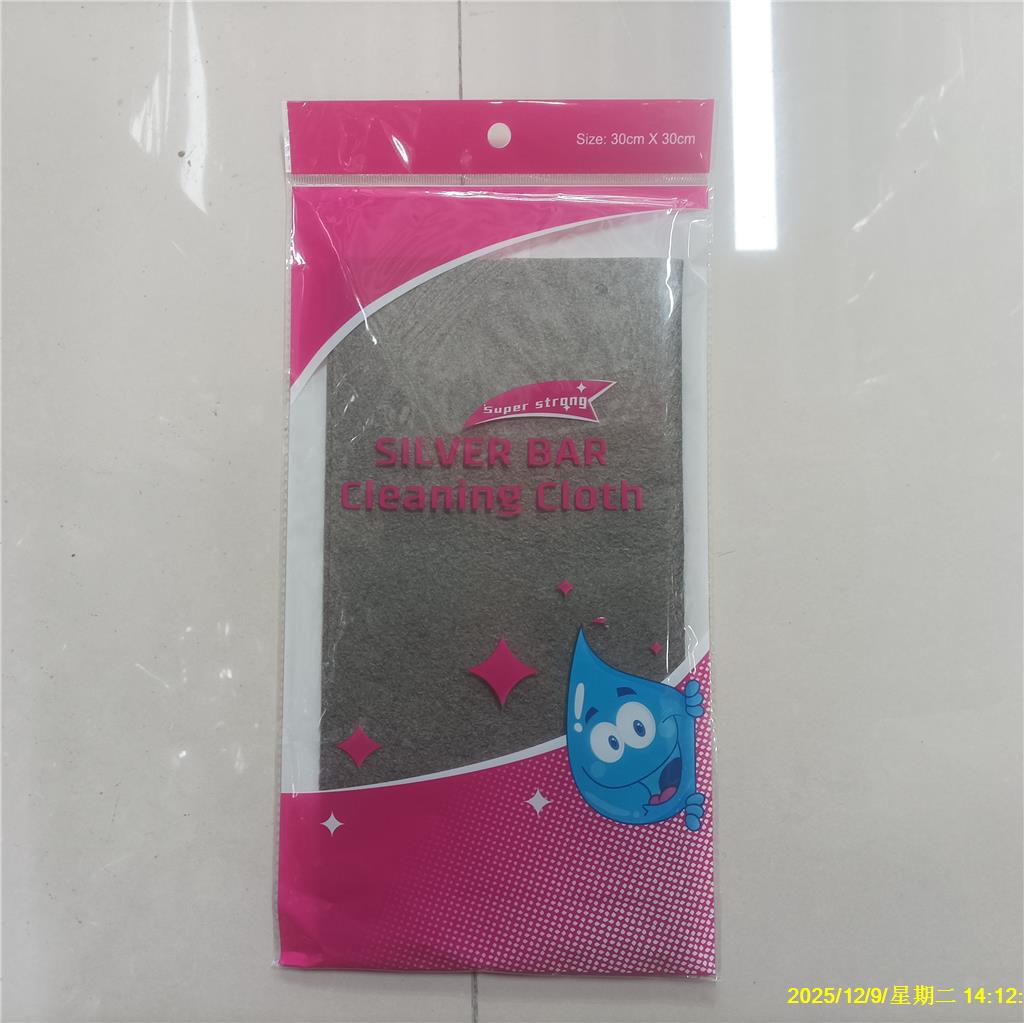 Size: 30cm X 30cm
Super strong
SILVER BAR
Cleaning Cloth
2025/12/9/星期二 14:12: